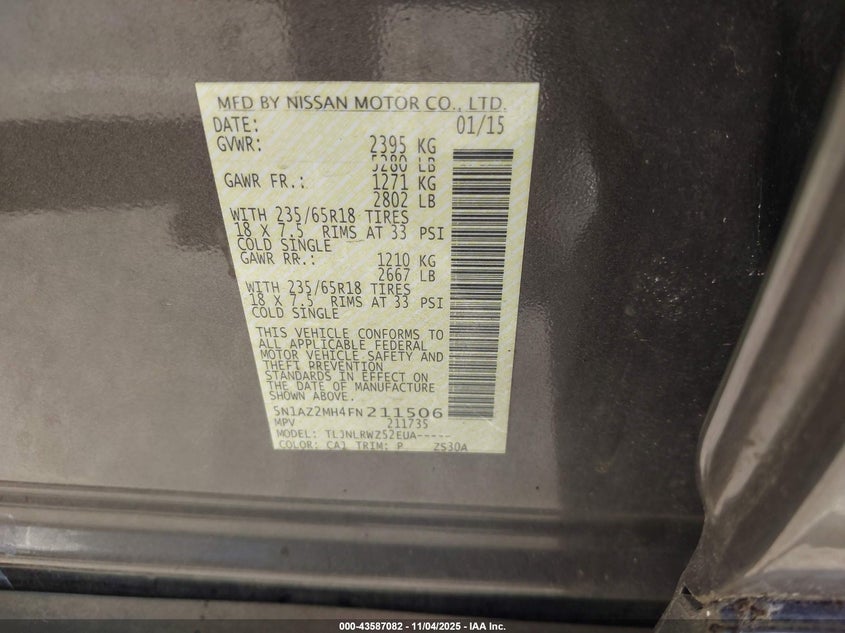 MFD BY NISSAN MOTOR CO., LTD.
DATE: 01/15
GVWR: 2395 KG
5280 LB
GAWR FR.: 1271 KG
2802 LB
WITH 235/65R18 TIRES
18 X 7.5 RIMS AT 33 PSI
COLD SINGLE
GAWR RR.: 1210 KG
2667 LB
WITH 235/65R18 TIRES
18 X 7.5 RIMS AT 33 PSI
COLD SINGLE
THIS VEHICLE CONFORMS TO
ALL APPLICABLE FEDERAL
MOTOR VEHICLE SAFETY AND
THEFT PREVENTION
STANDARDS IN EFFECT ON
THE DATE OF MANUFACTURE
SHOWN ABOVE.
5N1AZ2MH4FN211506
MPV 211735
MODEL: TLJNLRWZ52EUA-----
COLOR: CAJ TRIM: P ZS30A
000-43587082 - 11/04/2025 - IAA Inc.